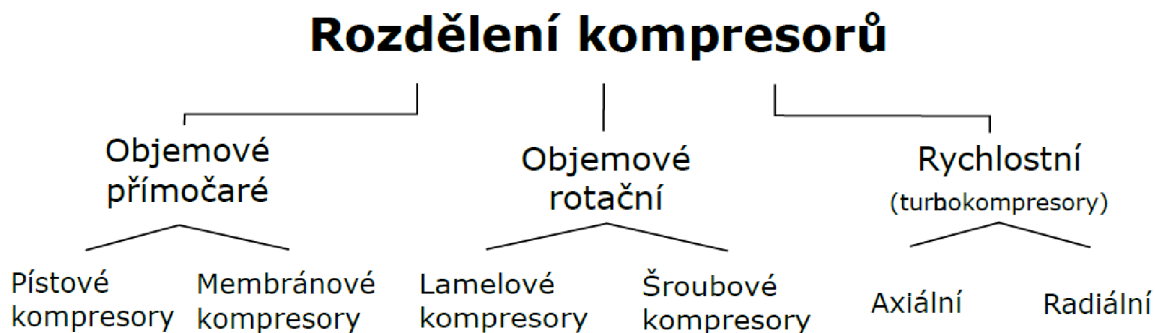 Rozdělení kompresorů
Objemové
přímočaré
Objemové
rotační
Rychlostní
(turbokompresory)
Pístové
kompresory
Membránové
kompresory
Lamelové
kompresory
Šroubové
kompresory
Axiální
Radiální